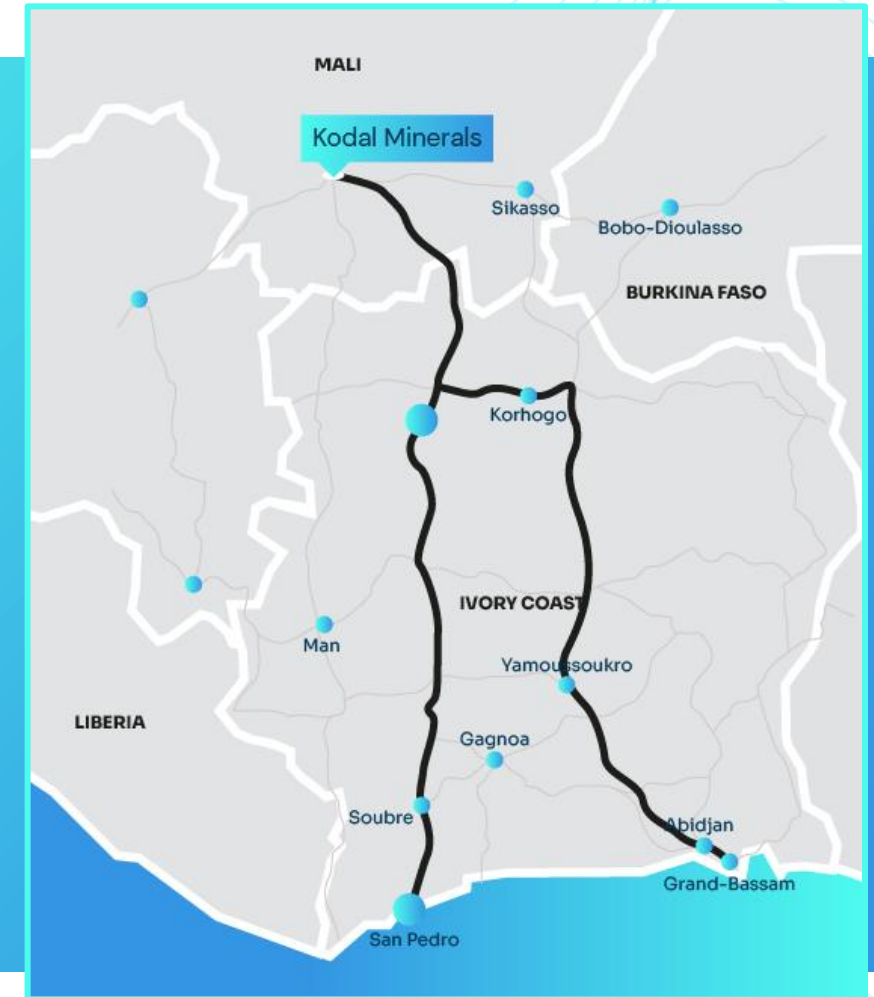 MALI
Kodal Minerals
Sikasso
Bobo-Dioulasso
BURKINA FASO
Korhogo
IVORY COAST
Man
Yamoussoukro
LIBERIA
Gagnoa
Soubre
Abidjan
Grand-Bassam
San Pedro